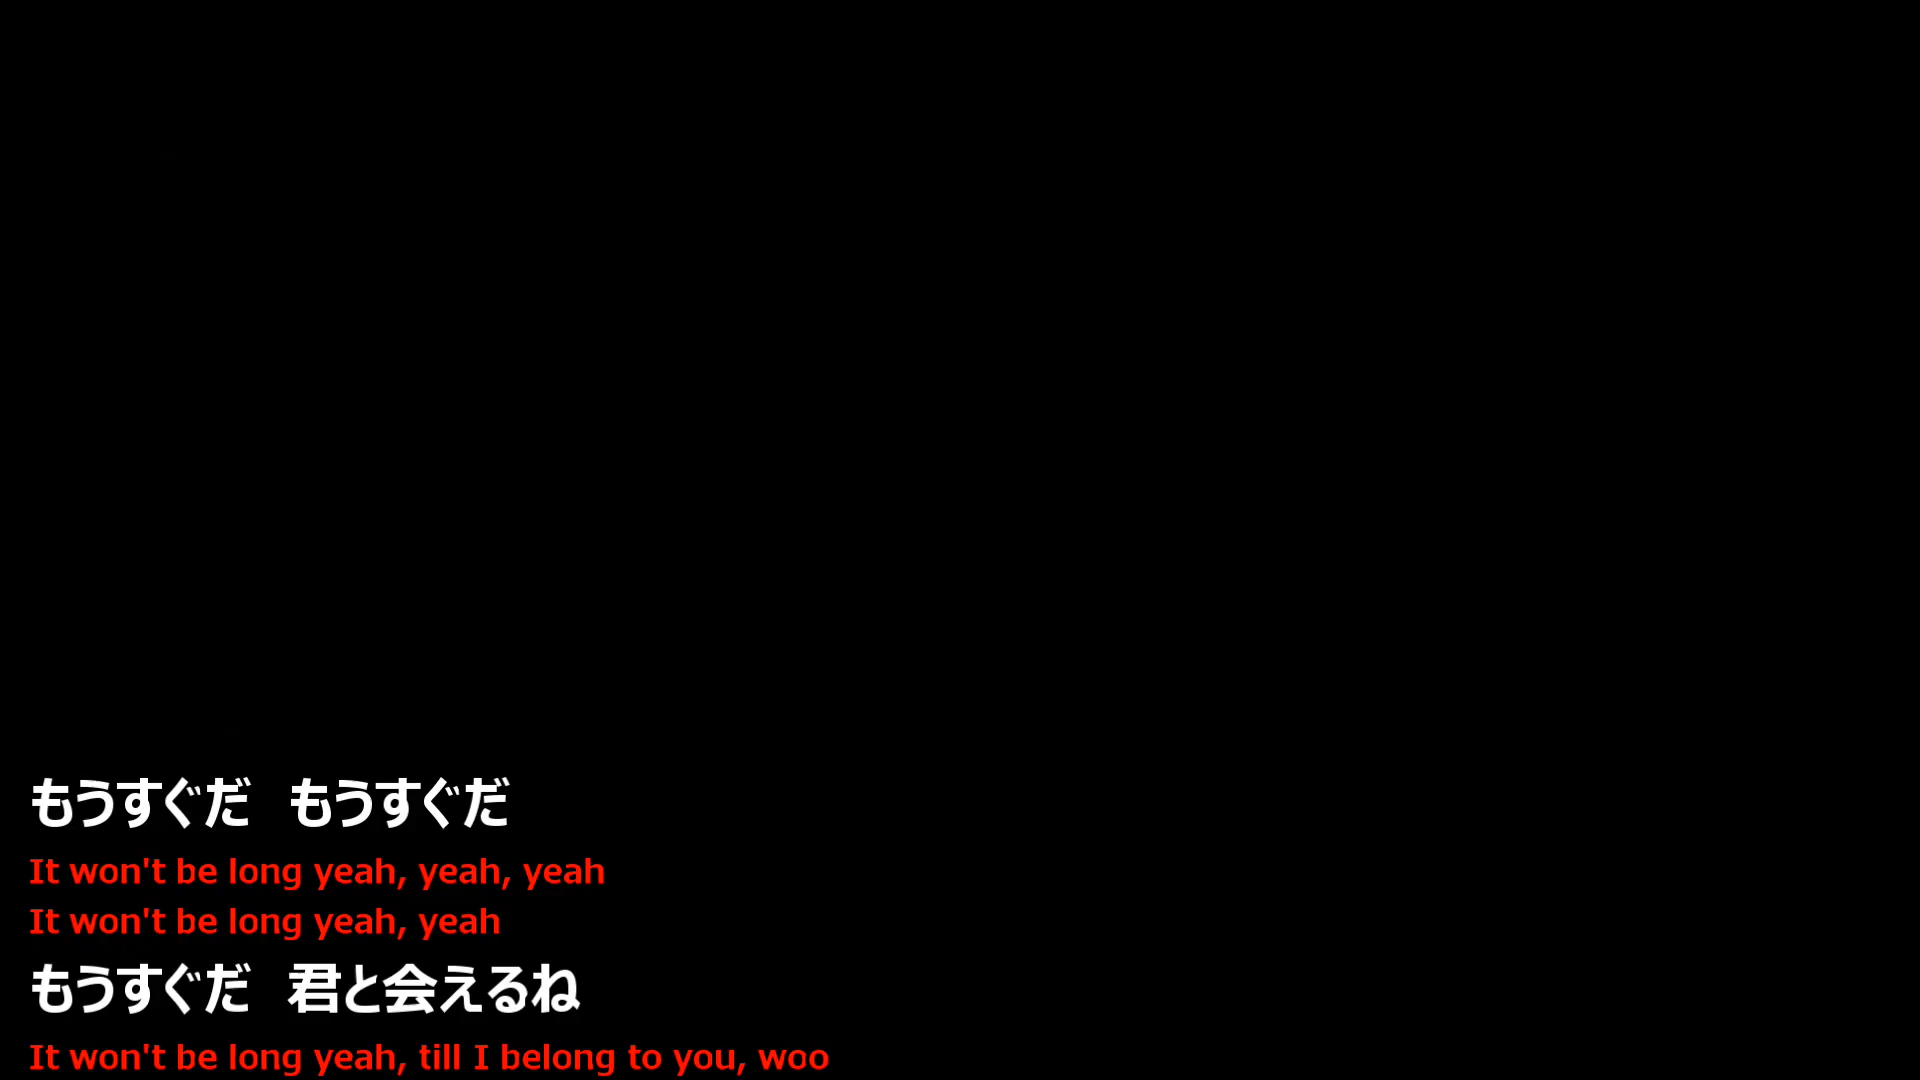 もうすぐだ　もうすぐだ
It won't be long yeah, yeah, yeah
It won't be long yeah, yeah
もうすぐだ　君と会えるね
It won't be long yeah, till I belong to you, woo